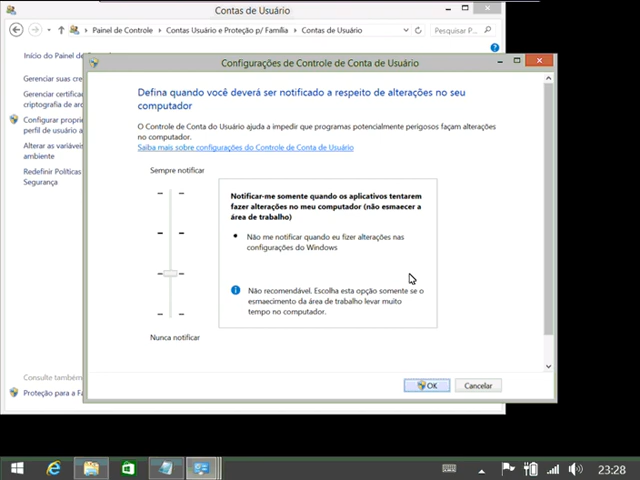 Contas de Usuário
Painel de Controle
Contas Usuário e Proteção p/ Família
Contas de Usuário
Pesquisar P...
Início do Painel de
Gerenciar suas cre
Gerenciar certificad
criptografia de arq
Configurar proprie
perfil de usuário a
Alterar as variáveis
ambiente
Redefinir Políticas
Segurança
Consulte também
Proteção para a Fa
Configurações de Controle de Conta de Usuário
Defina quando você deverá ser notificado a respeito de alterações no seu
computador
O Controle de Conta do Usuário ajuda a impedir que programas potencialmente perigosos façam alterações
no computador.
Saiba mais sobre configurações do Controle de Conta de Usuário
Sempre notificar
Notificar-me somente quando os aplicativos tentarem
fazer alterações no meu computador (não esmaecer a
área de trabalho)
Não me notificar quando eu fizer alterações nas
configurações do Windows
Não recomendável. Escolha esta opção somente se o
esmaecimento da área de trabalho levar muito
tempo no computador.
Nunca notificar
OK
Cancelar
23:28